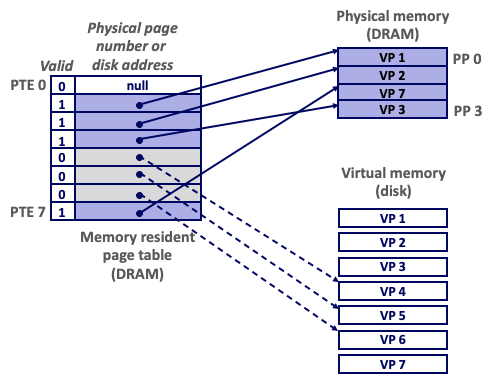 Physical page
number or
disk address
Valid
PTE 0
0
null
1
1
1
0
0
0
PTE 7
1
Memory resident
page table
(DRAM)
Physical memory
(DRAM)
VP 1
PP 0
VP 2
VP 7
VP 3
PP 3
Virtual memory
(disk)
VP 1
VP 2
VP 3
VP 4
VP 5
VP 6
VP 7